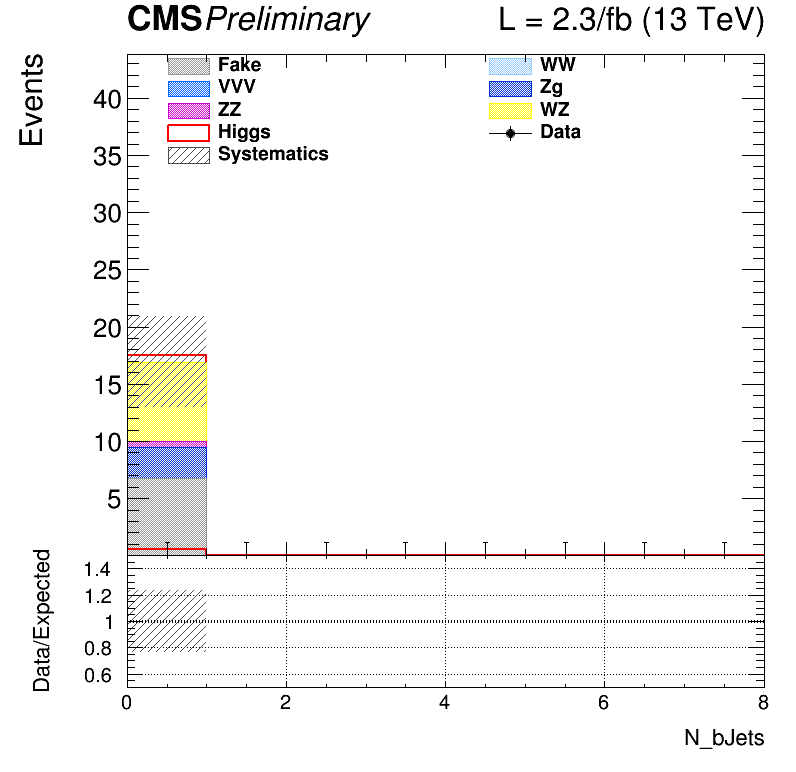 CMS Preliminary L = 2.3/fb (13 TeV)
Events
Fake WW
VVV Zg
ZZ WZ
Higgs Data
Systematics
40
35
30
25
20
15
10
5
Data/Expected
1.4
1.2
1
0.8
0.6
0 2 4 6 8
N_bJets